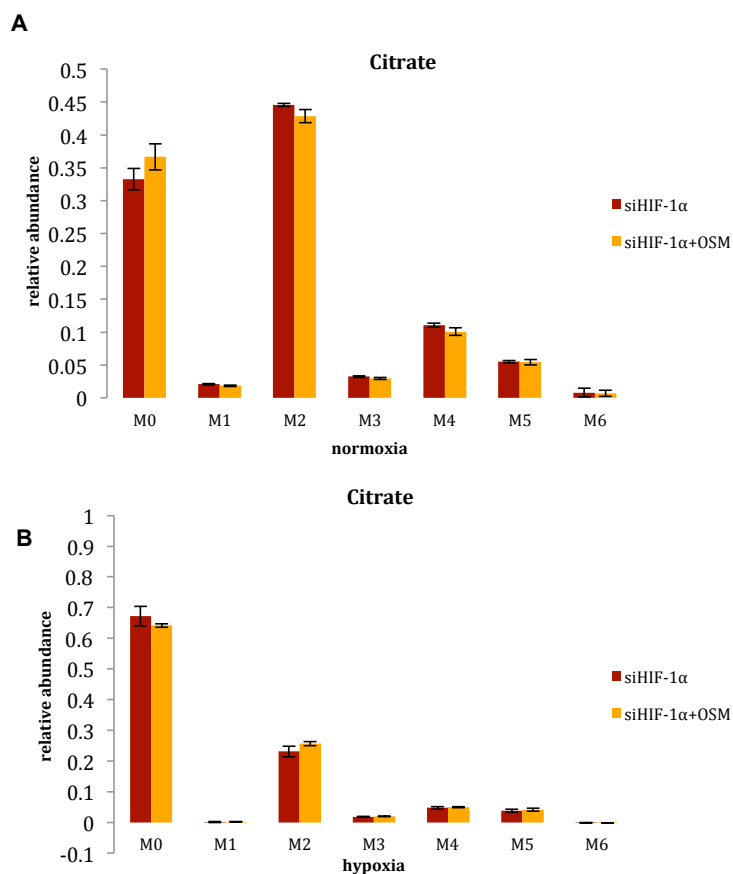 A
Citrate
0.5
0.45
0.4
0.35
0.3
0.25
0.2
0.15
0.1
0.05
0
relative abundance
M0 M1 M2 M3 M4 M5 M6
normoxia
siHIF-1α
siHIF-1α+OSM
B
Citrate
1
0.9
0.8
0.7
0.6
0.5
0.4
0.3
0.2
0.1
0
-0.1
relative abundance
M0 M1 M2 M3 M4 M5 M6
hypoxia
siHIF-1α
siHIF-1α+OSM